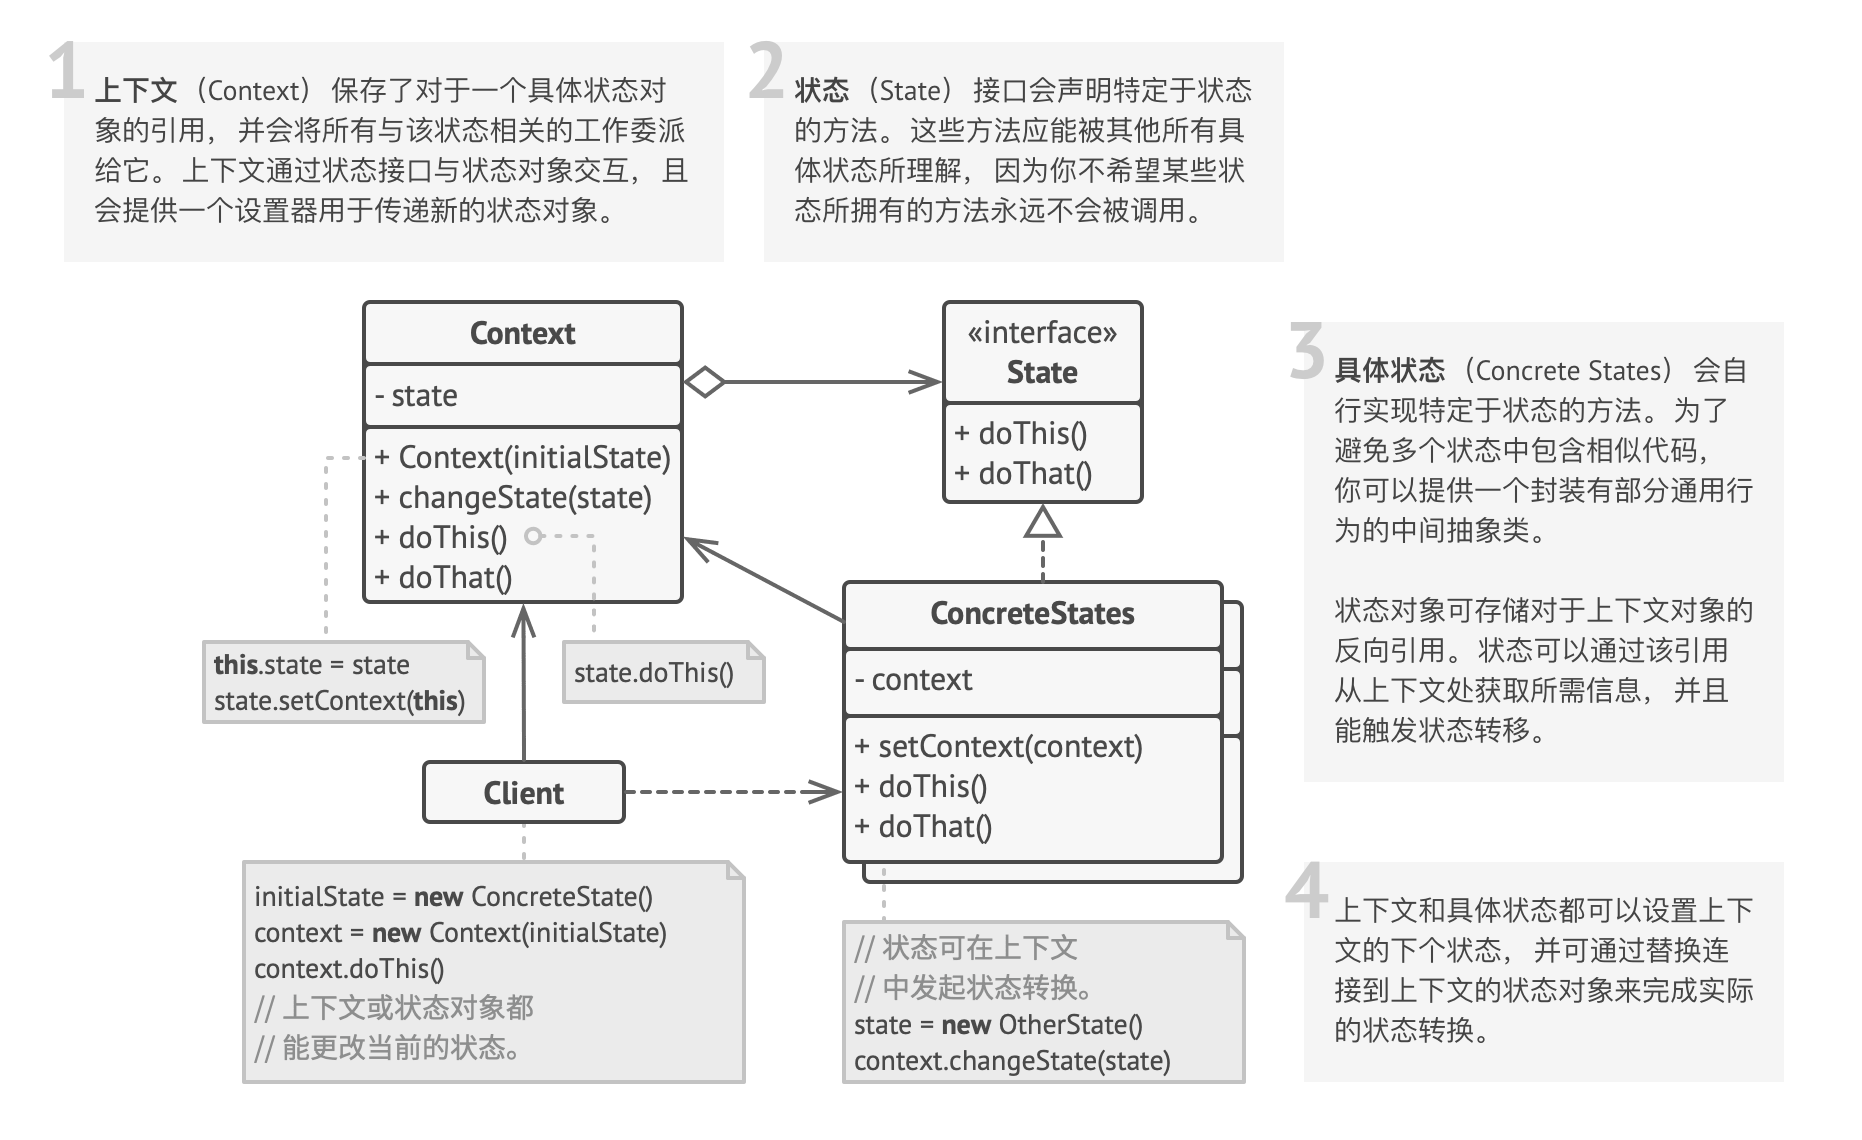 1
上下文（Context） 保存了对于一个具体状态对
象的引用， 并会将所有与该状态相关的工作委派
给它。 上下文通过状态接口与状态对象交互， 且
会提供一个设置器用于传递新的状态对象。
2
状态（State） 接口会声明特定于状态
的方法。 这些方法应能被其他所有具
体状态所理解， 因为你不希望某些状
态所拥有的方法永远不会被调用。
Context
- state
+ Context(initialState)
+ changeState(state)
+ doThis()
+ doThat()
«interface»
State
+ doThis()
+ doThat()
3
具体状态（Concrete States） 会自
行实现特定于状态的方法。 为了
避免多个状态中包含相似代码，
你可以提供一个封装有部分通用行
为的中间抽象类。
状态对象可存储对于上下文对象的
反向引用。 状态可以通过该引用
从上下文处获取所需信息， 并且
能触发状态转移。
this.state = state
state.setContext(this)
state.doThis()
ConcreteStates
- context
+ setContext(context)
+ doThis()
+ doThat()
Client
initialState = new ConcreteState()
context = new Context(initialState)
context.doThis()
// 上下文或状态对象都
// 能更改当前的状态。
// 状态可在上下文
// 中发起状态转换。
state = new OtherState()
context.changeState(state)
4
上下文和具体状态都可以设置上下
文的下个状态， 并可通过替换连
接到上下文的状态对象来完成实际
的状态转换。